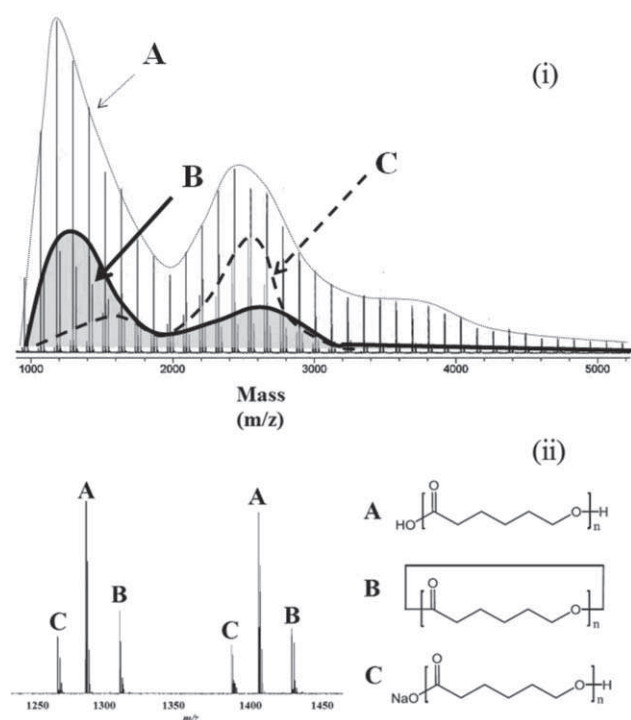 (i)
A
B
C
1000 2000 3000 4000 5000
Mass
(m/z)
(ii)
A A
C B C B
1250 1300 1350 1400 1450
m/z
A
O
HO
O
H
n
B
O
O
n
C
O
NaO
O
H
n